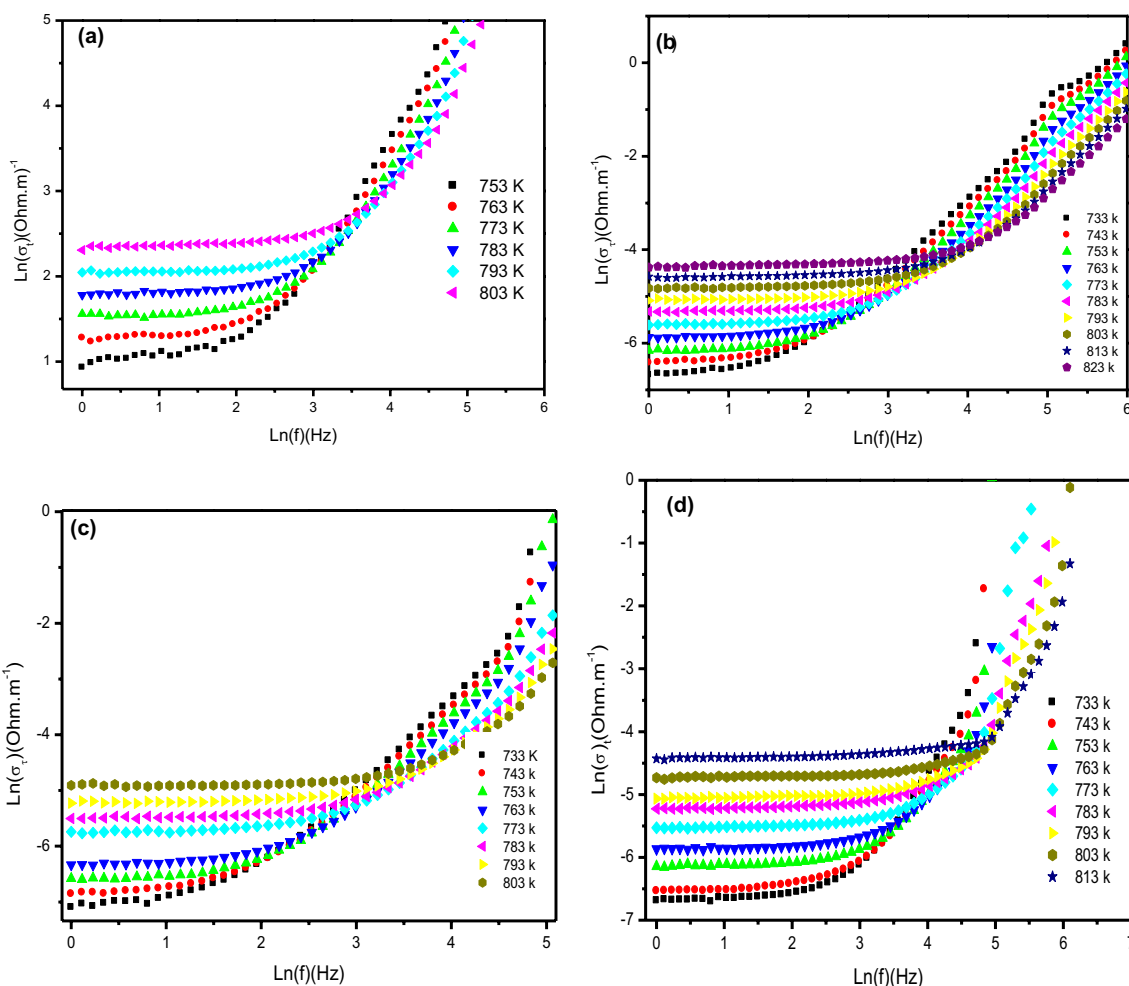 (a)
Ln(σt)(Ohm.m)-1
5
4
3
2
1
0 1 2 3 4 5 6
Ln(f)(Hz)
753 K
763 K
773 K
783 K
793 K
803 K
(b)
Ln(στ)(Ohm.m-1)
0
-2
-4
-6
0 1 2 3 4 5 6
Ln(f)(Hz)
733 k
743 k
753 k
763 k
773 k
783 k
793 k
803 k
813 k
823 k
(c)
Ln(στ)(Ohm.m-1)
0
-2
-4
-6
0 1 2 3 4 5
Ln(f)(Hz)
733 K
743 k
753 k
763 k
773 k
783 k
793 k
803 k
(d)
Ln(σ)t(Ohm.m-1)
0
-1
-2
-3
-4
-5
-6
-7
0 1 2 3 4 5 6 7
Ln(f)(Hz)
733 k
743 k
753 k
763 k
773 k
783 k
793 k
803 k
813 k